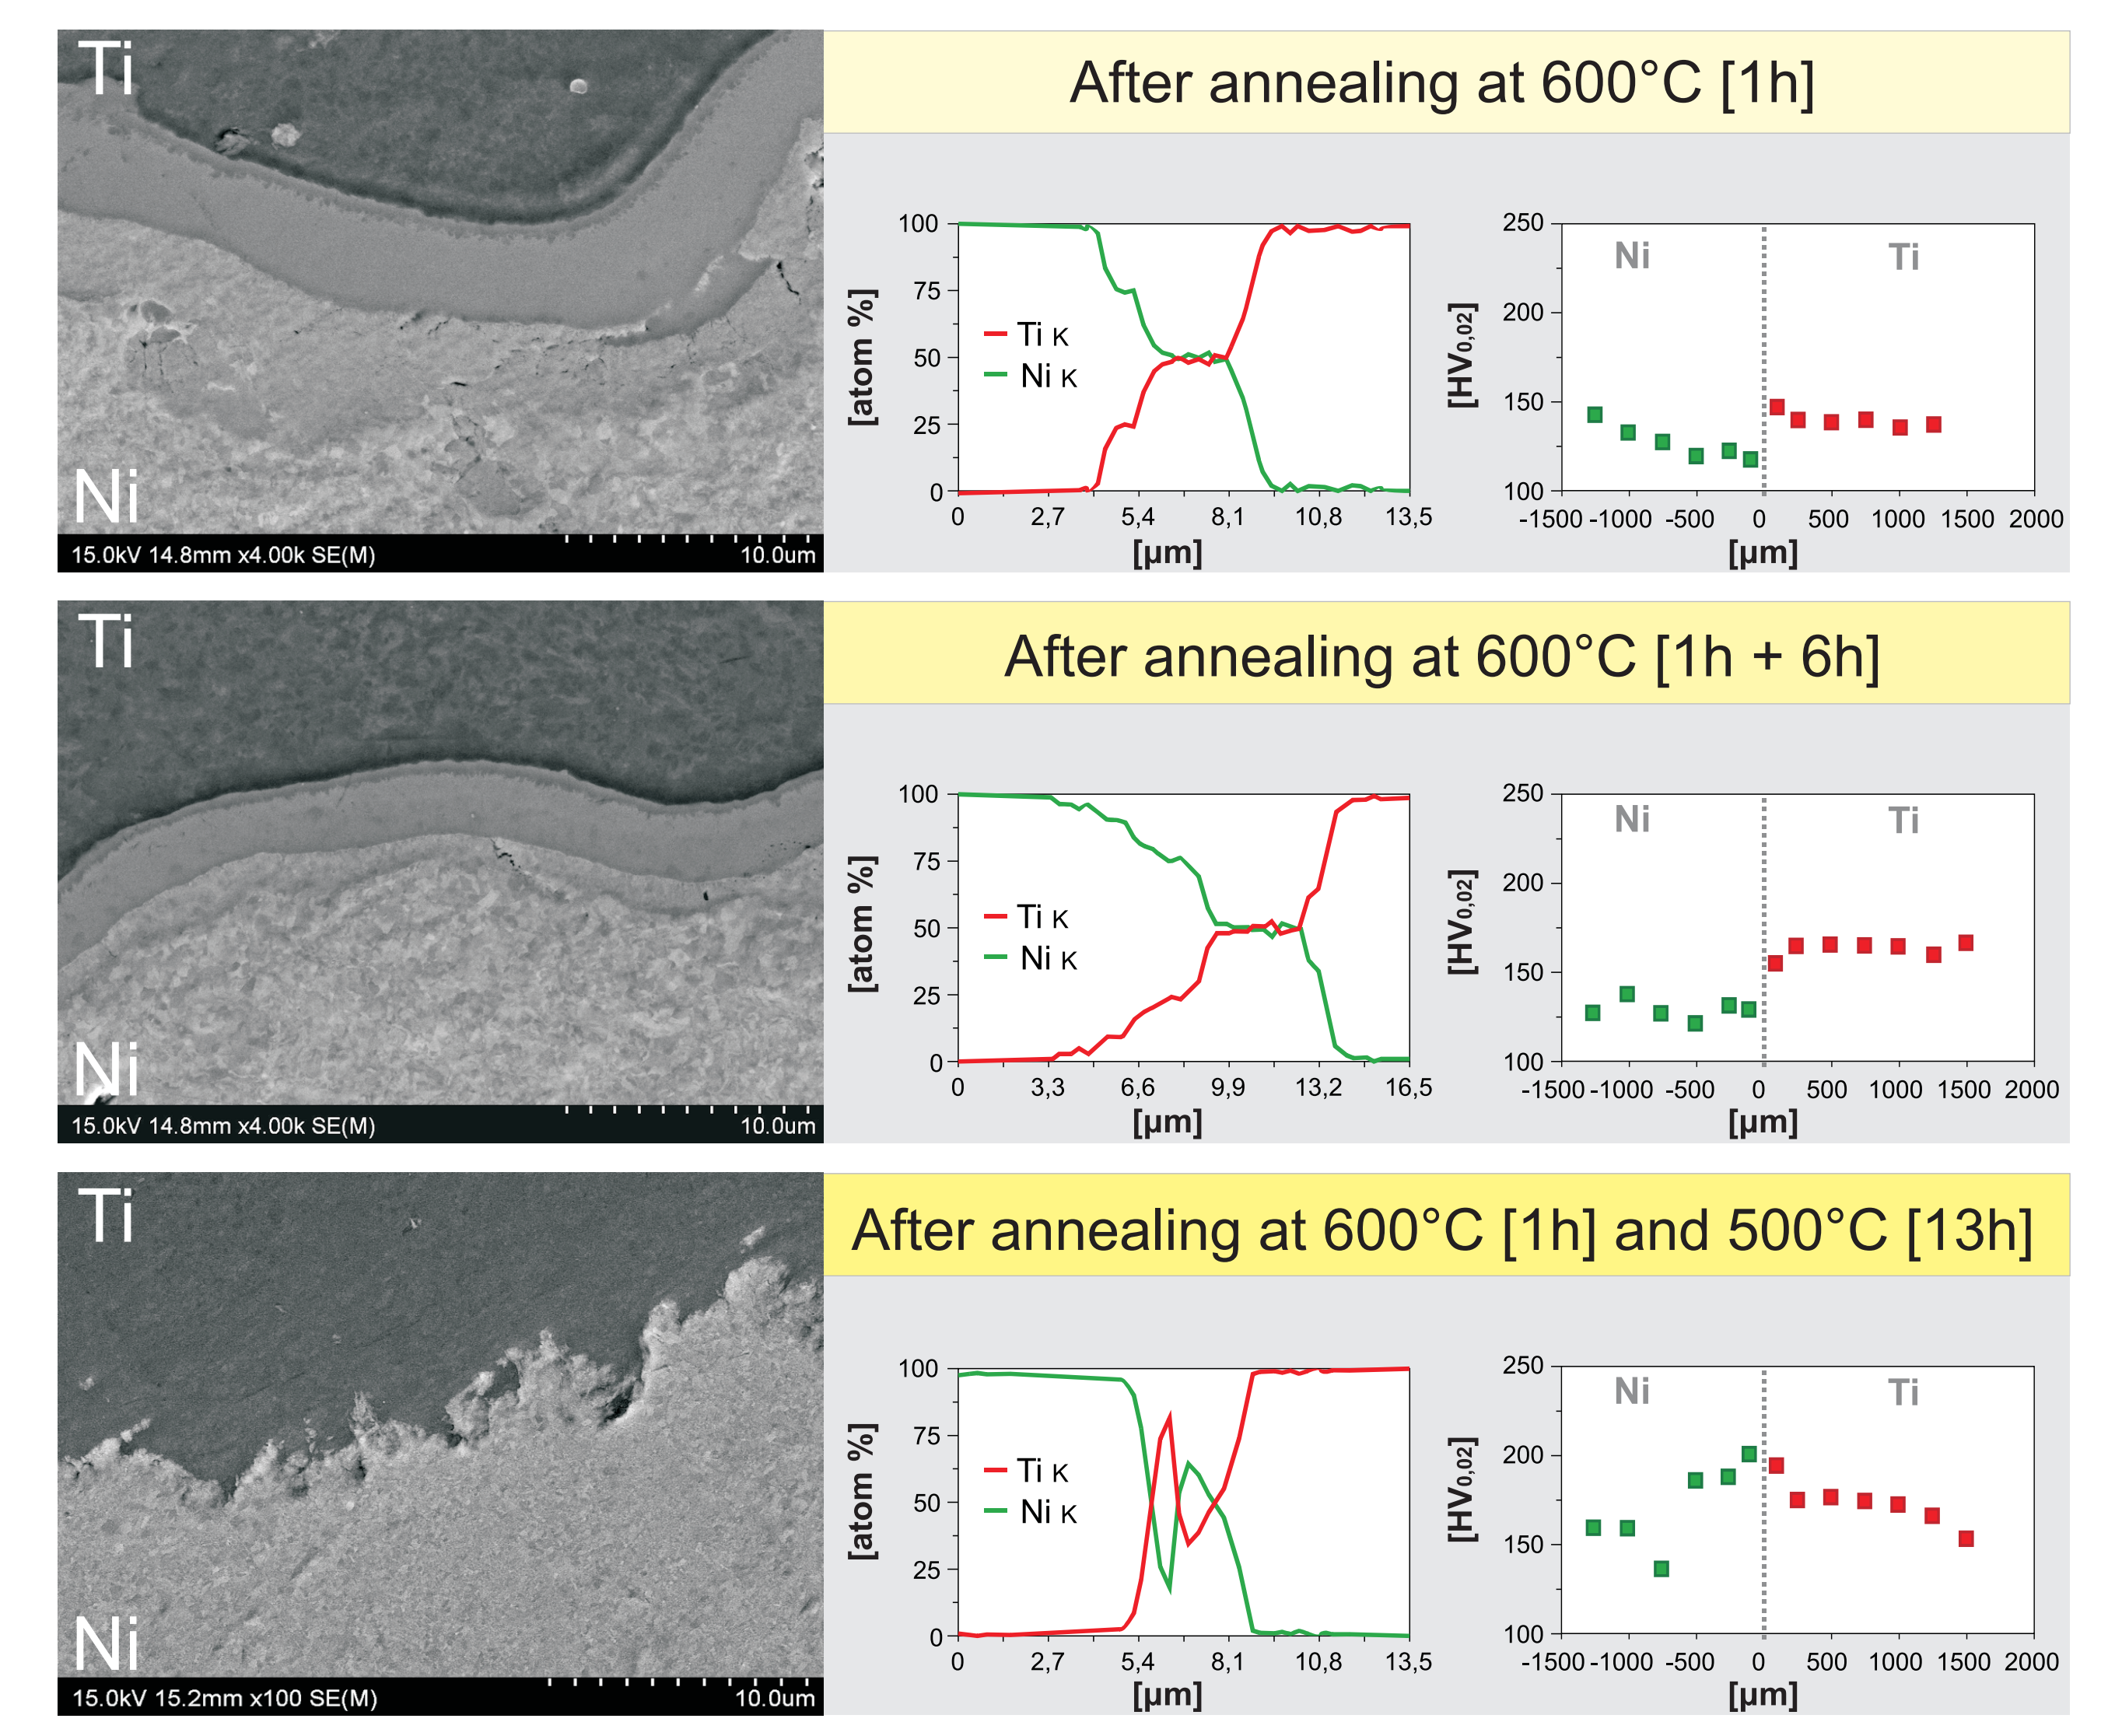 Ti
Ni
15.0kV 14.8mm x4.00k SE(M) 10.0um
After annealing at 600°C [1h]
[atom %]
100
75
50
25
0
Ti K
Ni K
0 2,7 5,4 8,1 10,8 13,5
[µm]
[HV0,02]
250
200
150
100
Ni Ti
-1500 -1000 -500 0 500 1000 1500 2000
[µm]
Ti
Ni
15.0kV 14.8mm x4.00k SE(M) 10.0um
After annealing at 600°C [1h + 6h]
[atom %]
100
75
50
25
0
Ti K
Ni K
0 3,3 6,6 9,9 13,2 16,5
[µm]
[HV0,02]
250
200
150
100
Ni Ti
-1500 -1000 -500 0 500 1000 1500 2000
[µm]
Ti
Ni
15.0kV 15.2mm x100 SE(M) 10.0um
After annealing at 600°C [1h] and 500°C [13h]
[atom %]
100
75
50
25
0
Ti K
Ni K
0 2,7 5,4 8,1 10,8 13,5
[µm]
[HV0,02]
250
200
150
100
Ni Ti
-1500 -1000 -500 0 500 1000 1500 2000
[µm]